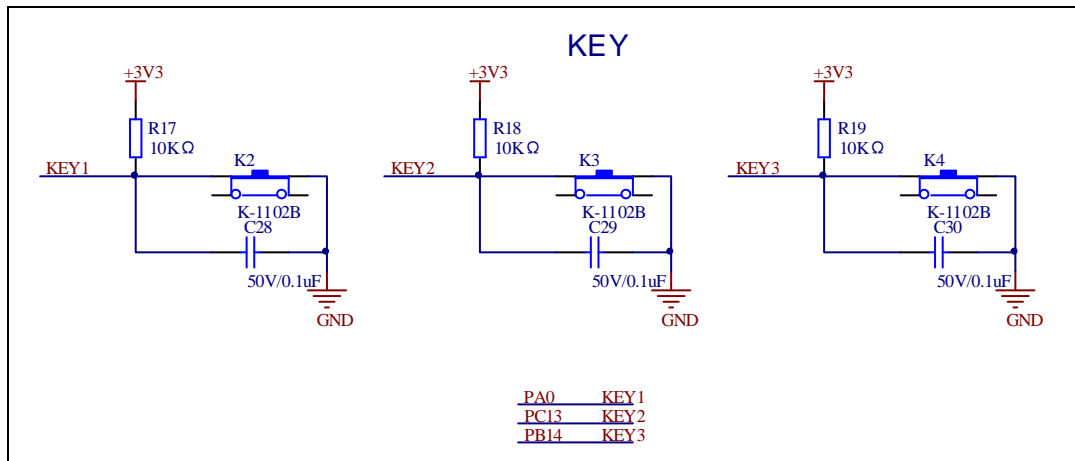 KEY
+3V3
+3V3
+3V3
R17
10KΩ
R18
10KΩ
R19
10KΩ
KEY1
K2
KEY2
K3
KEY3
K4
K-1102B
C28
K-1102B
C29
K-1102B
C30
50V/0.1uF
50V/0.1uF
50V/0.1uF
GND
GND
GND
PA0 KEY1
PC13 KEY2
PB14 KEY3